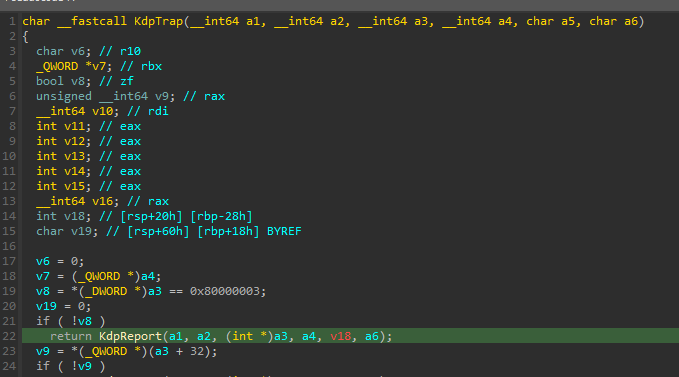 1 char __fastcall KdpTrap(__int64 a1, __int64 a2, __int64 a3, __int64 a4, char a5, char a6)
2 {
3 char v6; // r10
4 _QWORD *v7; // rbx
5 bool v8; // zf
6 unsigned __int64 v9; // rax
7 __int64 v10; // rdi
8 int v11; // eax
9 int v12; // eax
10 int v13; // eax
11 int v14; // eax
12 int v15; // eax
13 __int64 v16; // rax
14 int v18; // [rsp+20h] [rbp-28h]
15 char v19; // [rsp+60h] [rbp+18h] BYREF
16
17 v6 = 0;
18 v7 = (_QWORD *)a4;
19 v8 = *(_DWORD *)a3 == 0x80000003;
20 v19 = 0;
21 if ( !v8 )
22 return KdpReport(a1, a2, (int *)a3, a4, v18, a6);
23 v9 = *(_QWORD *)(a3 + 32);
24 if ( !v9 )